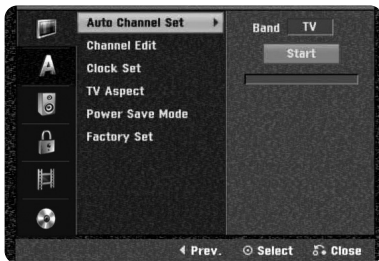 Auto Channel Set
Channel Edit
Clock Set
TV Aspect
Power Save Mode
Factory Set
Band TV
Start
A
Prev. Select Close